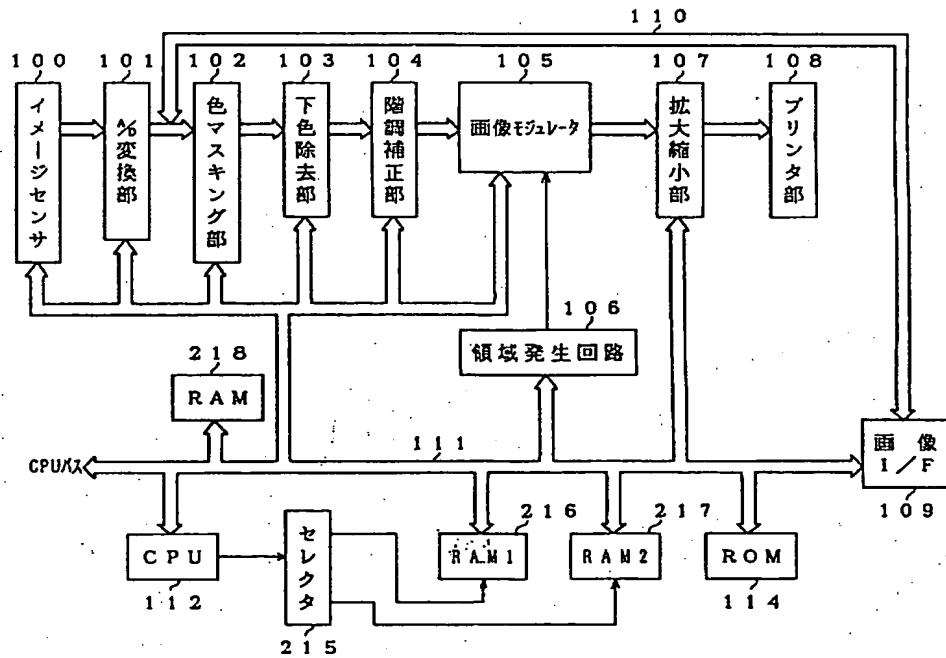 110
100
101
102
103
104
105
107
108
イメージセンサ
A/D変換部
色マスキング部
下色除去部
階調補正部
画像モジュレータ
拡大縮小部
プリンタ部
106
領域発生回路
218
RAM
111
CPUバス
画像
I/F
109
216
217
CPU
セレクタ
RAM1
RAM2
ROM
112
114
215